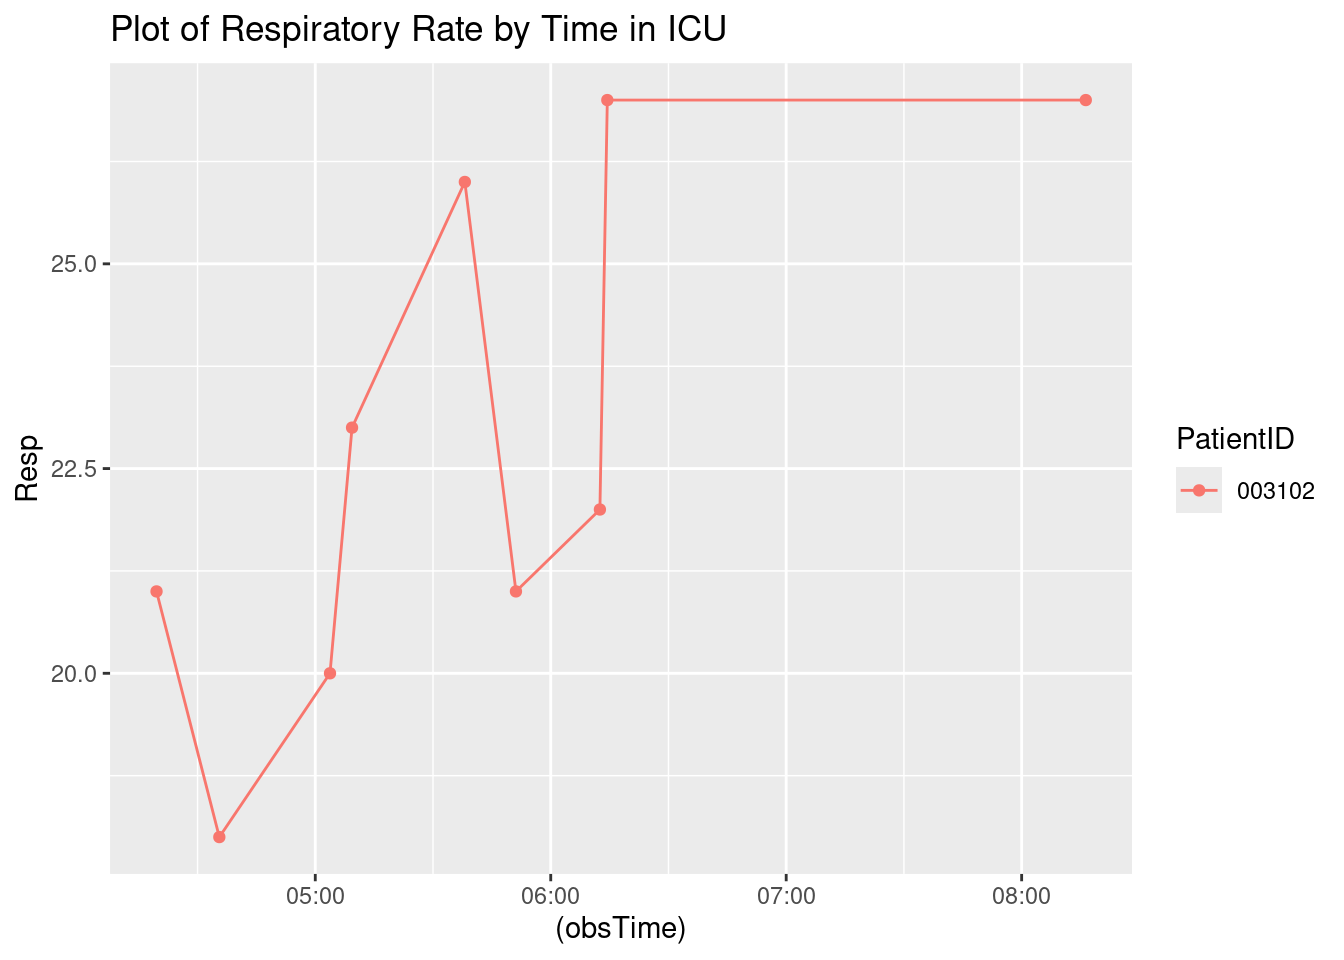 Plot of Respiratory Rate by Time in ICU
25.0
22.5
20.0
Resp
05:00 06:00 07:00 08:00
(obsTime)
PatientID
003102